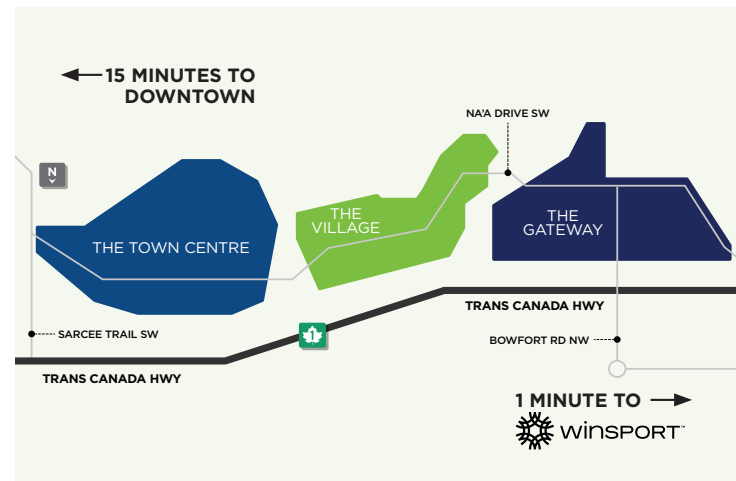 15 MINUTES TO
DOWNTOWN
NA'A DRIVE SW
N
THE
VILLAGE
THE
GATEWAY
THE TOWN CENTRE
TRANS CANADA HWY
1
SARCEE TRAIL SW
BOWFORT RD NW
TRANS CANADA HWY
1 MINUTE TO
WINSPORT™